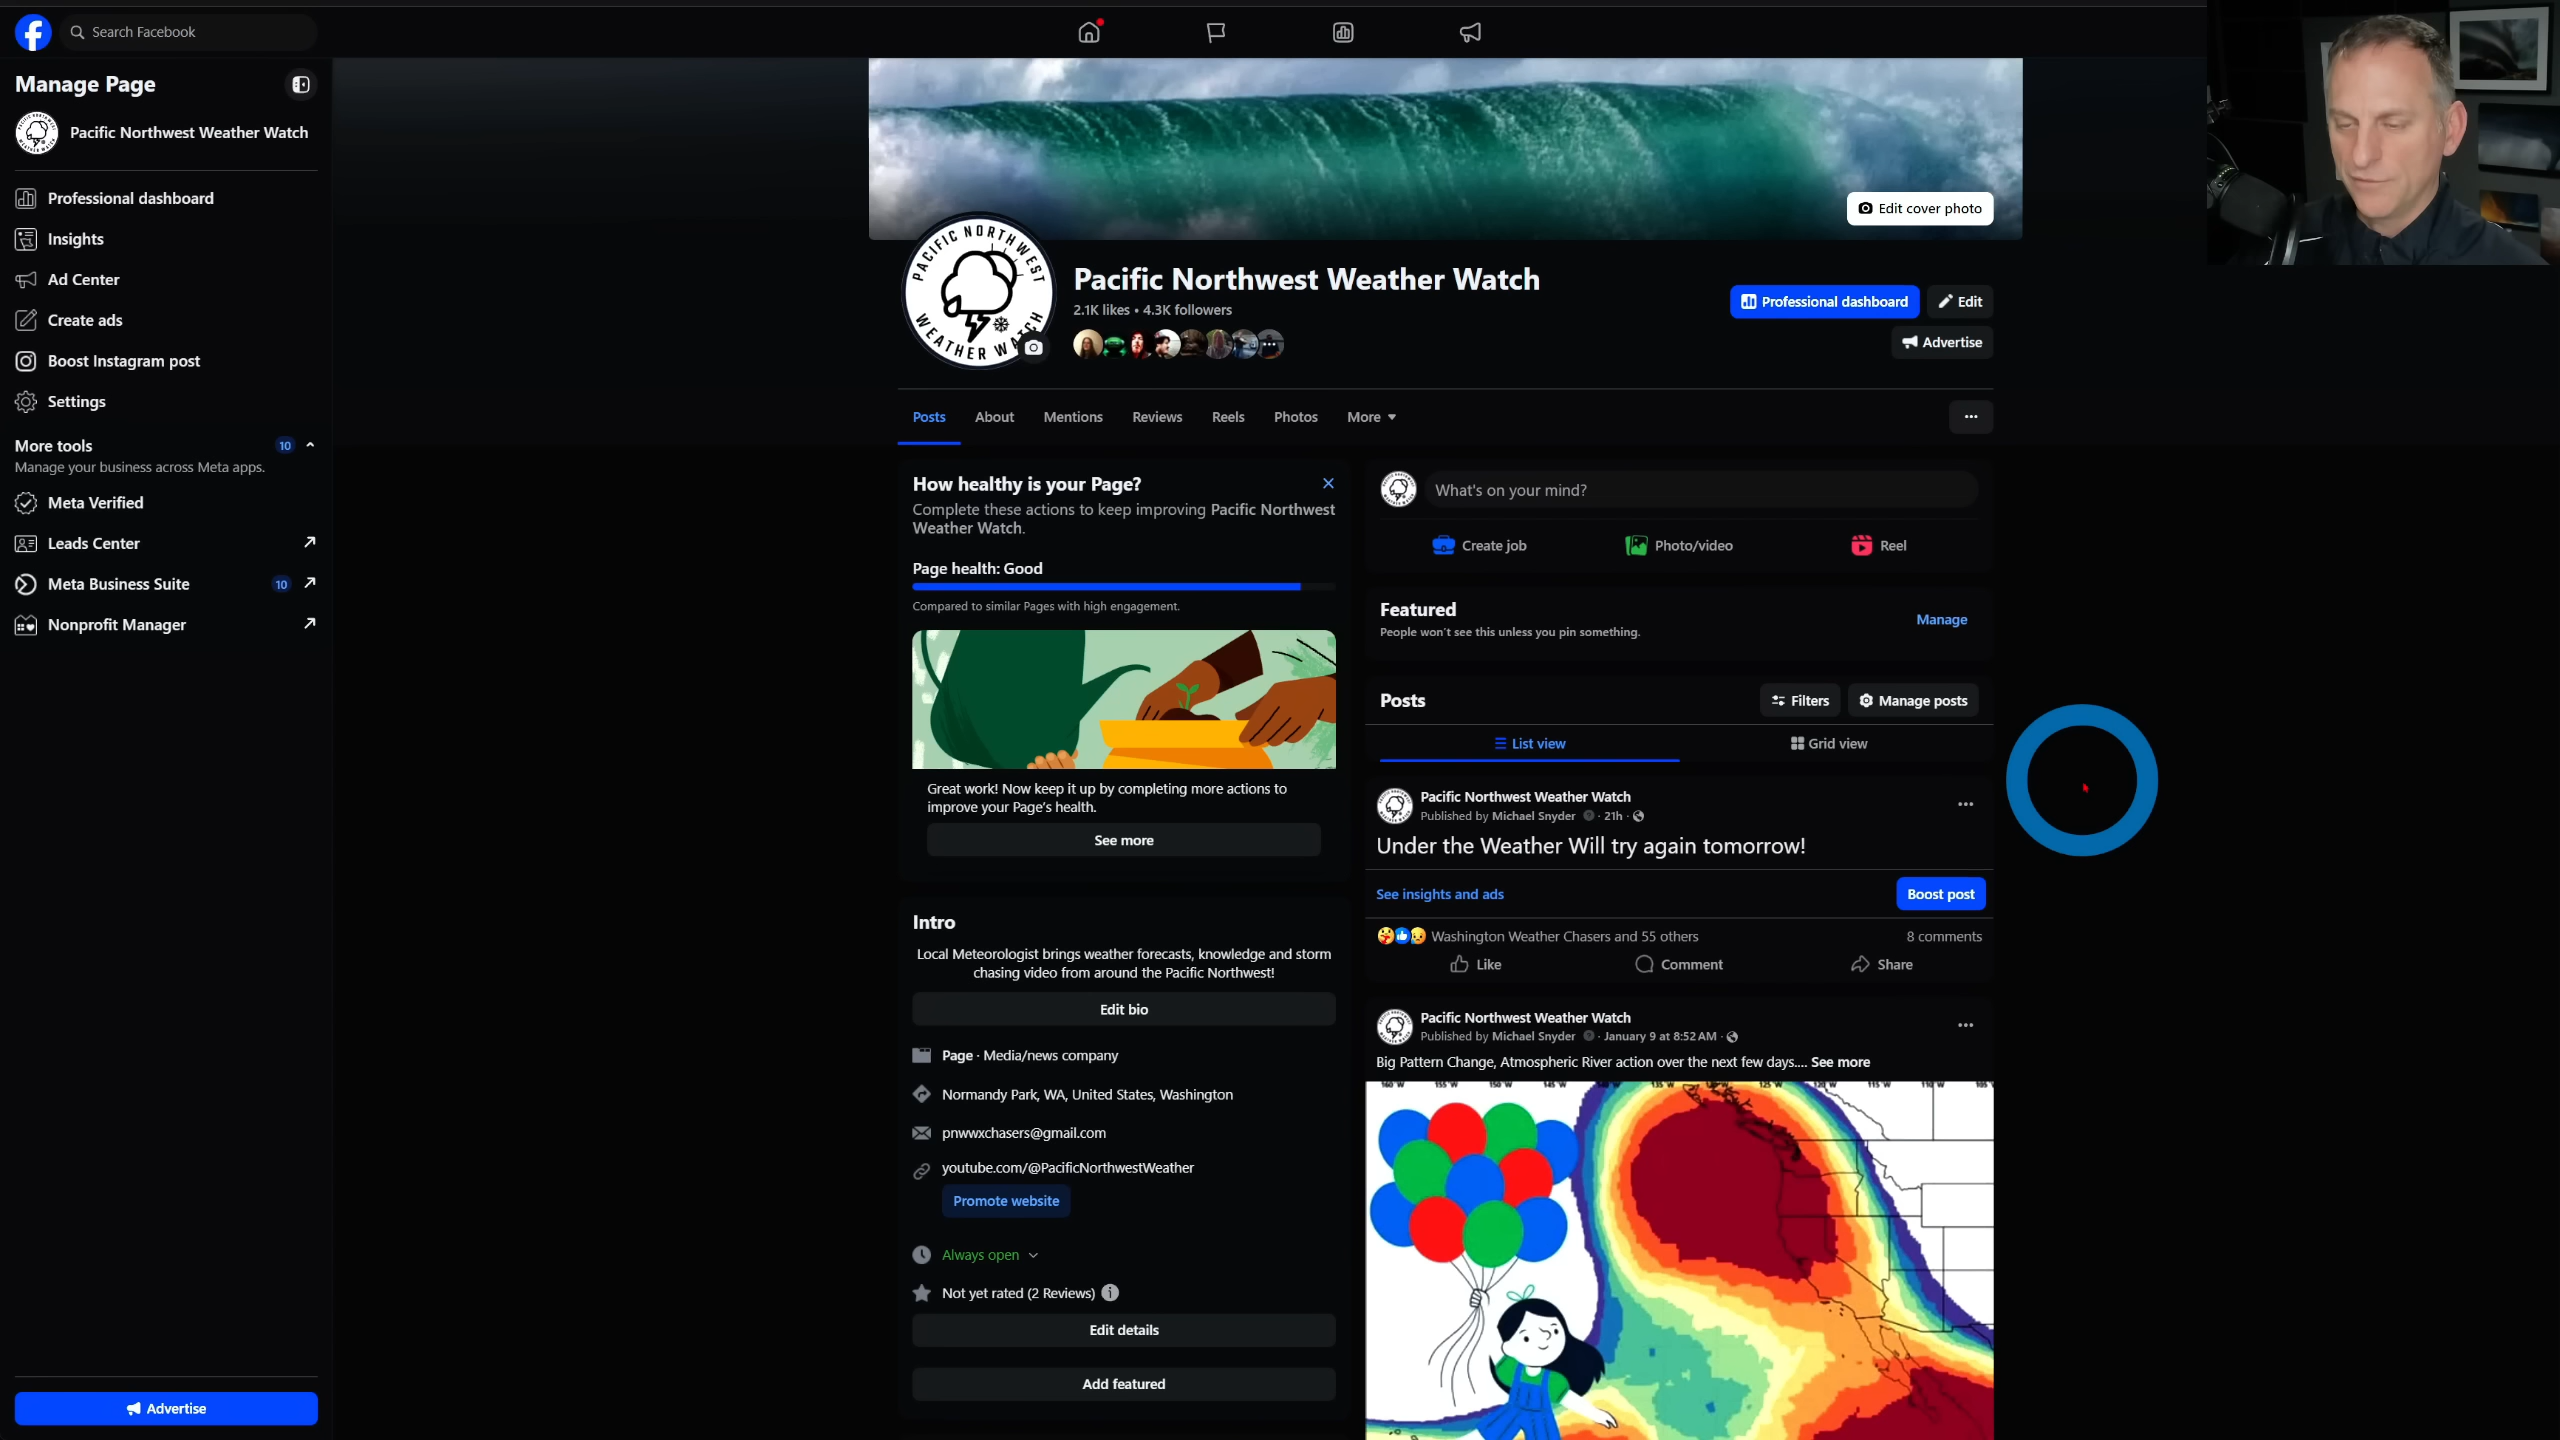 Search Facebook
Manage Page
Pacific Northwest Weather Watch
Professional dashboard
Insights
Ad Center
Create ads
Boost Instagram post
Settings
More tools
10
Manage your business across Meta apps.
Meta Verified
Leads Center
Meta Business Suite
10
Nonprofit Manager
Advertise
Edit cover photo
PACIFIC NORTHWEST
WEATHER WATCH
Pacific Northwest Weather Watch
2.1K likes • 4.3K followers
Professional dashboard
Edit
Advertise
Posts
About
Mentions
Reviews
Reels
Photos
More
How healthy is your Page?
Complete these actions to keep improving Pacific Northwest
Weather Watch.
Page health: Good
Compared to similar Pages with high engagement.
Great work! Now keep it up by completing more actions to
improve your Page's health.
See more
Intro
Local Meteorologist brings weather forecasts, knowledge and storm
chasing video from around the Pacific Northwest!
Edit bio
Page · Media/news company
Normandy Park, WA, United States, Washington
pnwwxchasers@gmail.com
youtube.com/@PacificNorthwestWeather
Promote website
Always open
Not yet rated (2 Reviews)
Edit details
Add featured
What's on your mind?
Create job
Photo/video
Reel
Featured
People won't see this unless you pin something.
Manage
Posts
Filters
Manage posts
List view
Grid view
Pacific Northwest Weather Watch
Published by Michael Snyder · 21h ·
Under the Weather Will try again tomorrow!
See insights and ads
Boost post
Washington Weather Chasers and 55 others
8 comments
Like
Comment
Share
Pacific Northwest Weather Watch
Published by Michael Snyder · January 9 at 8:52 AM ·
Big Pattern Change, Atmospheric River action over the next few days.... See more